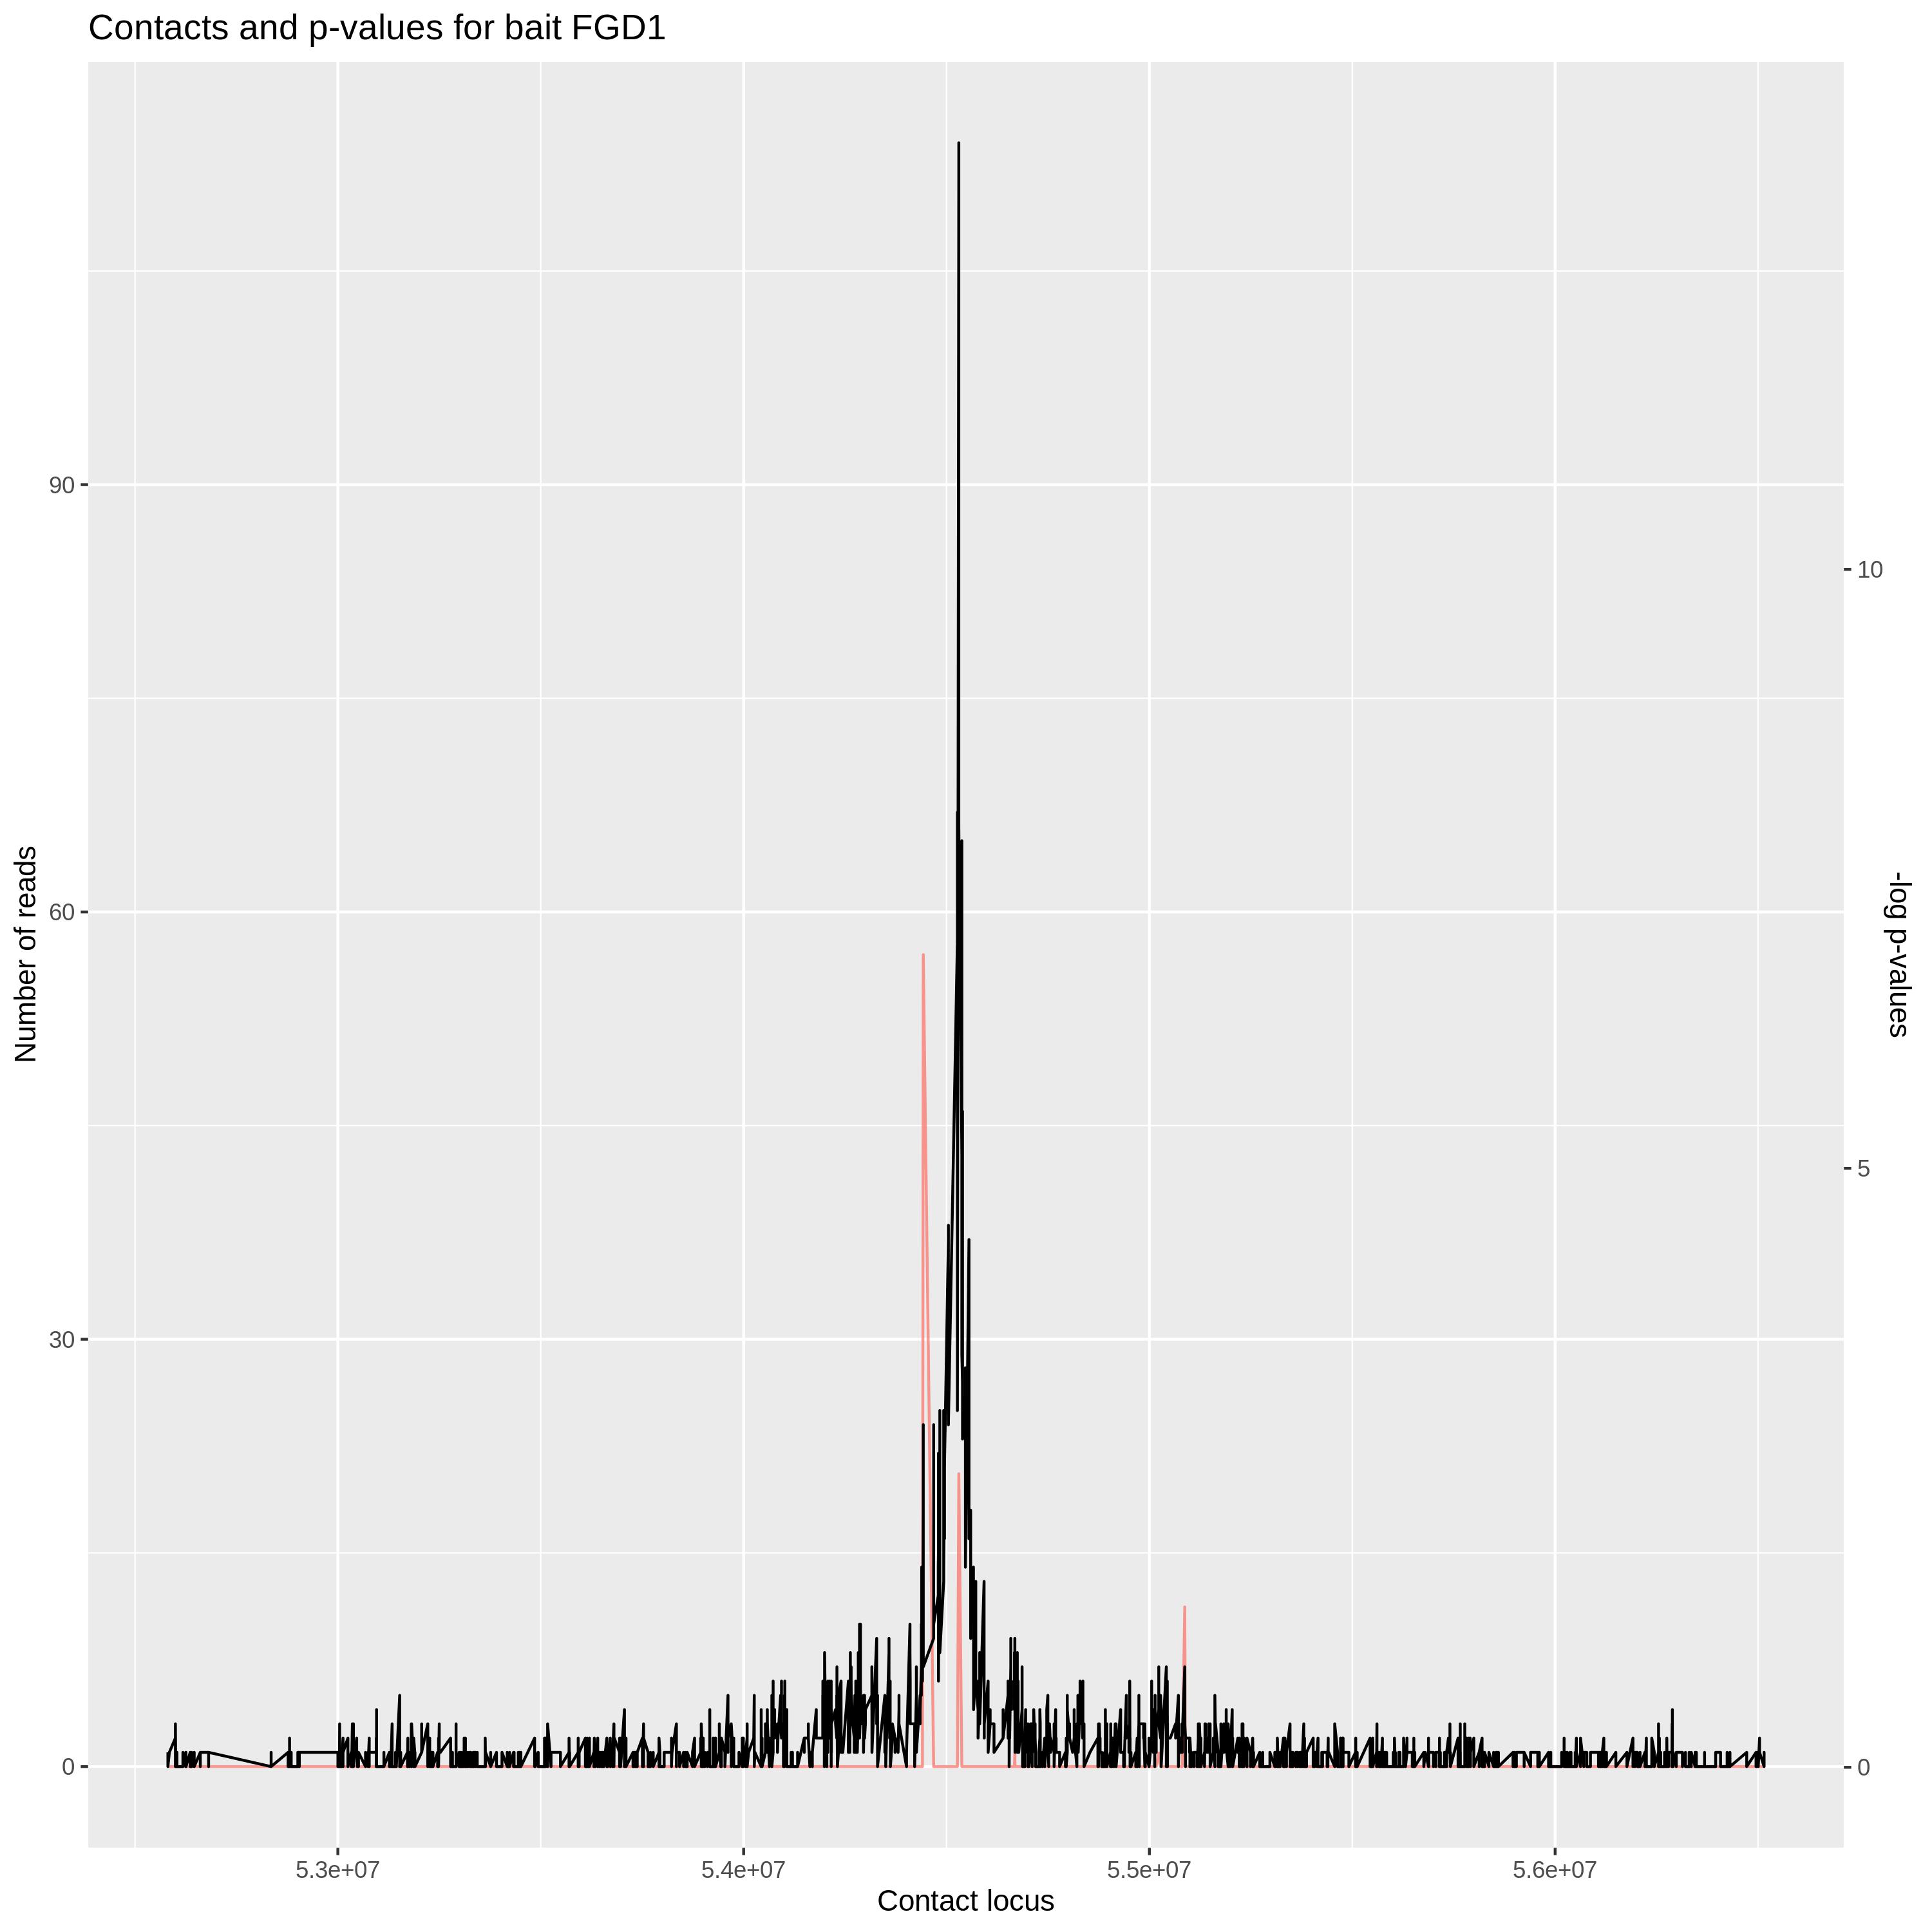 Contacts and p-values for bait FGD1
Number of reads
90
60
30
0
10
5
0
-log p-values
5.3e+07 5.4e+07 5.5e+07 5.6e+07
Contact locus